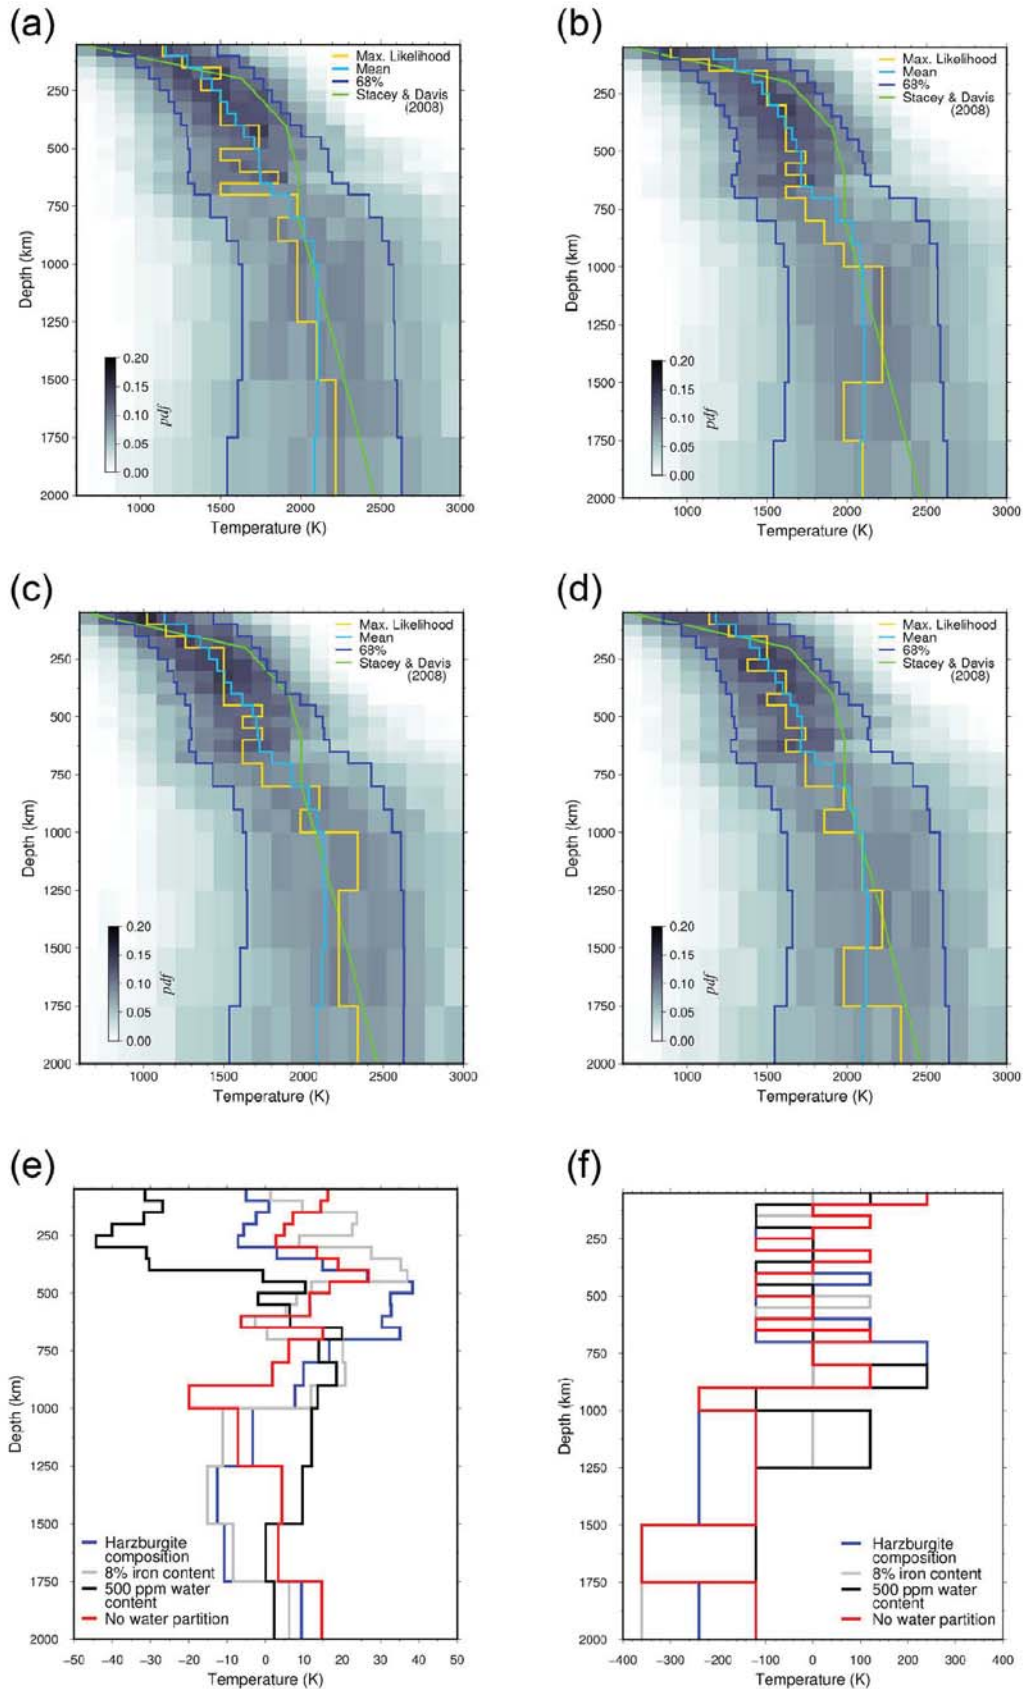 (a)
Max. Likelihood
Mean
68%
Stacey & Davis
(2008)
250
500
750
1000
1250
1500
1750
2000
Depth (km)
0.20
0.15
0.10
0.05
0.00
pdf
1000
1500
2000
2500
3000
Temperature (K)
(b)
Max. Likelihood
Mean
68%
Stacey & Davis
(2008)
250
500
750
1000
1250
1500
1750
2000
Depth (km)
0.20
0.15
0.10
0.05
0.00
pdf
1000
1500
2000
2500
3000
Temperature (K)
(c)
Max. Likelihood
Mean
68%
Stacey & Davis
(2008)
250
500
750
1000
1250
1500
1750
2000
Depth (km)
0.20
0.15
0.10
0.05
0.00
pdf
1000
1500
2000
2500
3000
Temperature (K)
(d)
Max. Likelihood
Mean
68%
Stacey & Davis
(2008)
250
500
750
1000
1250
1500
1750
2000
Depth (km)
0.20
0.15
0.10
0.05
0.00
pdf
1000
1500
2000
2500
3000
Temperature (K)
(e)
250
500
750
1000
1250
1500
1750
2000
Depth (km)
Harzburgite
composition
8% iron content
500 ppm water
content
No water partition
−50 −40 −30 −20 −10 0 10 20 30 40 50
Temperature (K)
(f)
250
500
750
1000
1250
1500
1750
2000
Depth (km)
Harzburgite
composition
8% iron content
500 ppm water
content
No water partition
−400 −300 −200 −100 0 100 200 300 400
Temperature (K)